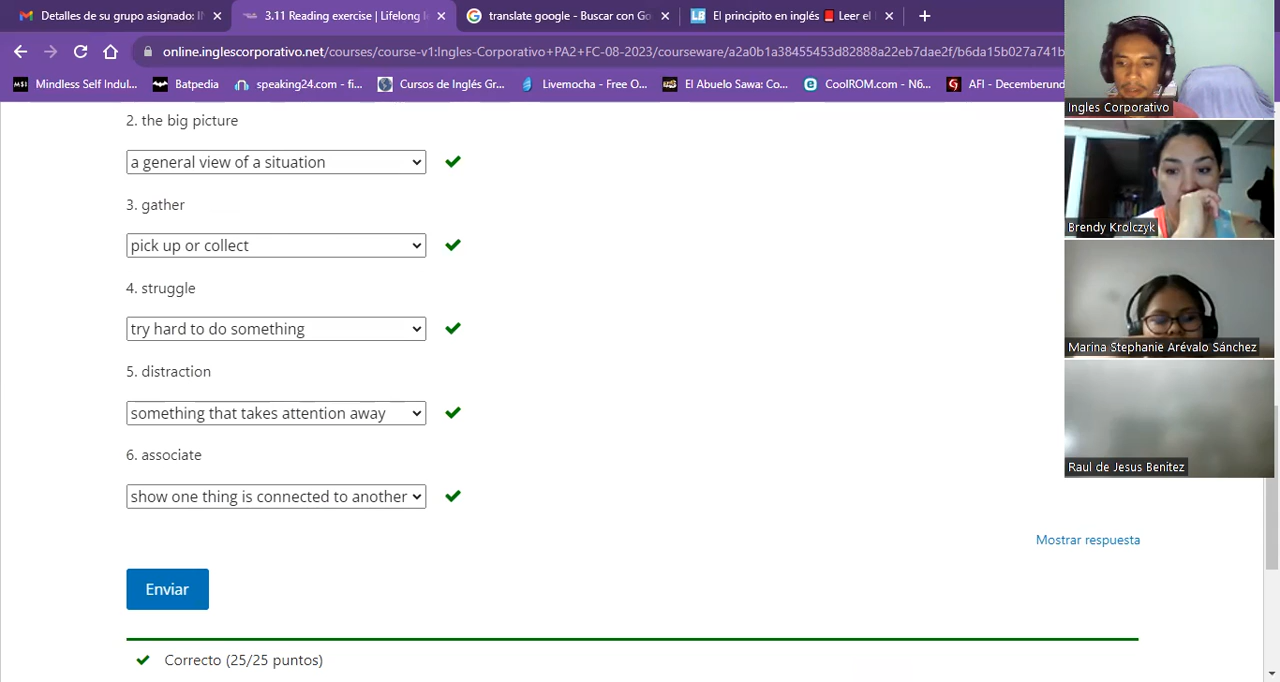 Detalles de su grupo asignado: I
3.11 Reading exercise | Lifelong l
translate google - Buscar con Go
El principito en inglés 📕 Leer el
online.inglescorporativo.net/courses/course-v1:Ingles-Corporativo+PA2+FC-08-2023/courseware/a2a0b1a38455453d82888a22eb7dae2f/b6da15b027a741b
Mindless Self Indul...
Batpedia
speaking24.com - fi...
Cursos de Inglés Gr...
Livemocha - Free O...
El Abuelo Sawa: Co...
CoolROM.com - N6...
AFI - Decemberund
2. the big picture
a general view of a situation
3. gather
pick up or collect
4. struggle
try hard to do something
5. distraction
something that takes attention away
6. associate
show one thing is connected to another
Mostrar respuesta
Enviar
Correcto (25/25 puntos)
Ingles Corporativo
Brendy Krolczyk
Marina Stephanie Arévalo Sánchez
Raul de Jesus Benitez